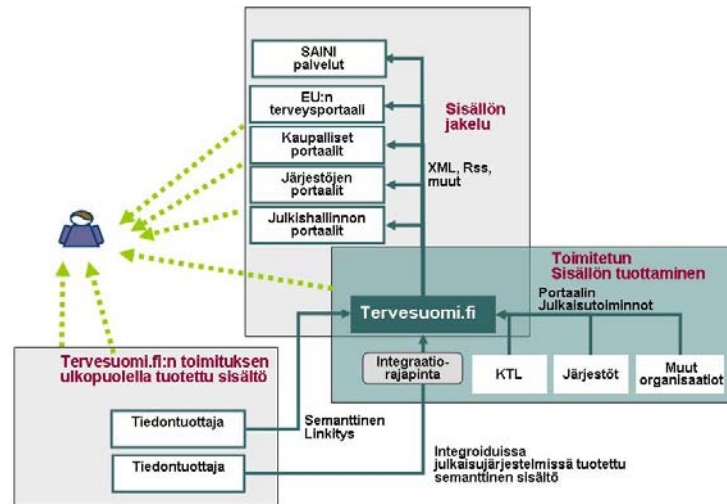 SAINI
palvelut
EU:n
terveysportaali
Kaupalliset
portaalit
Järjestöjen
portaalit
Julkishallinnon
portaalit
Sisällön
jakelu
XML, Rss,
muut
Toimitetun
Sisällön tuottaminen
Portaalin
Julkaisutoiminnot
Tervesuomi.fi
Integraatio-
rajapinta
KTL
Järjestöt
Muut
organisaatiot
Tervesuomi.fi:n toimituksen
ulkopuolella tuotettu sisältö
Tiedontuottaja
Tiedontuottaja
Semanttinen
Linkitys
Integroiduissa
julkaisujärjestelmissä tuotettu
semanttinen sisältö